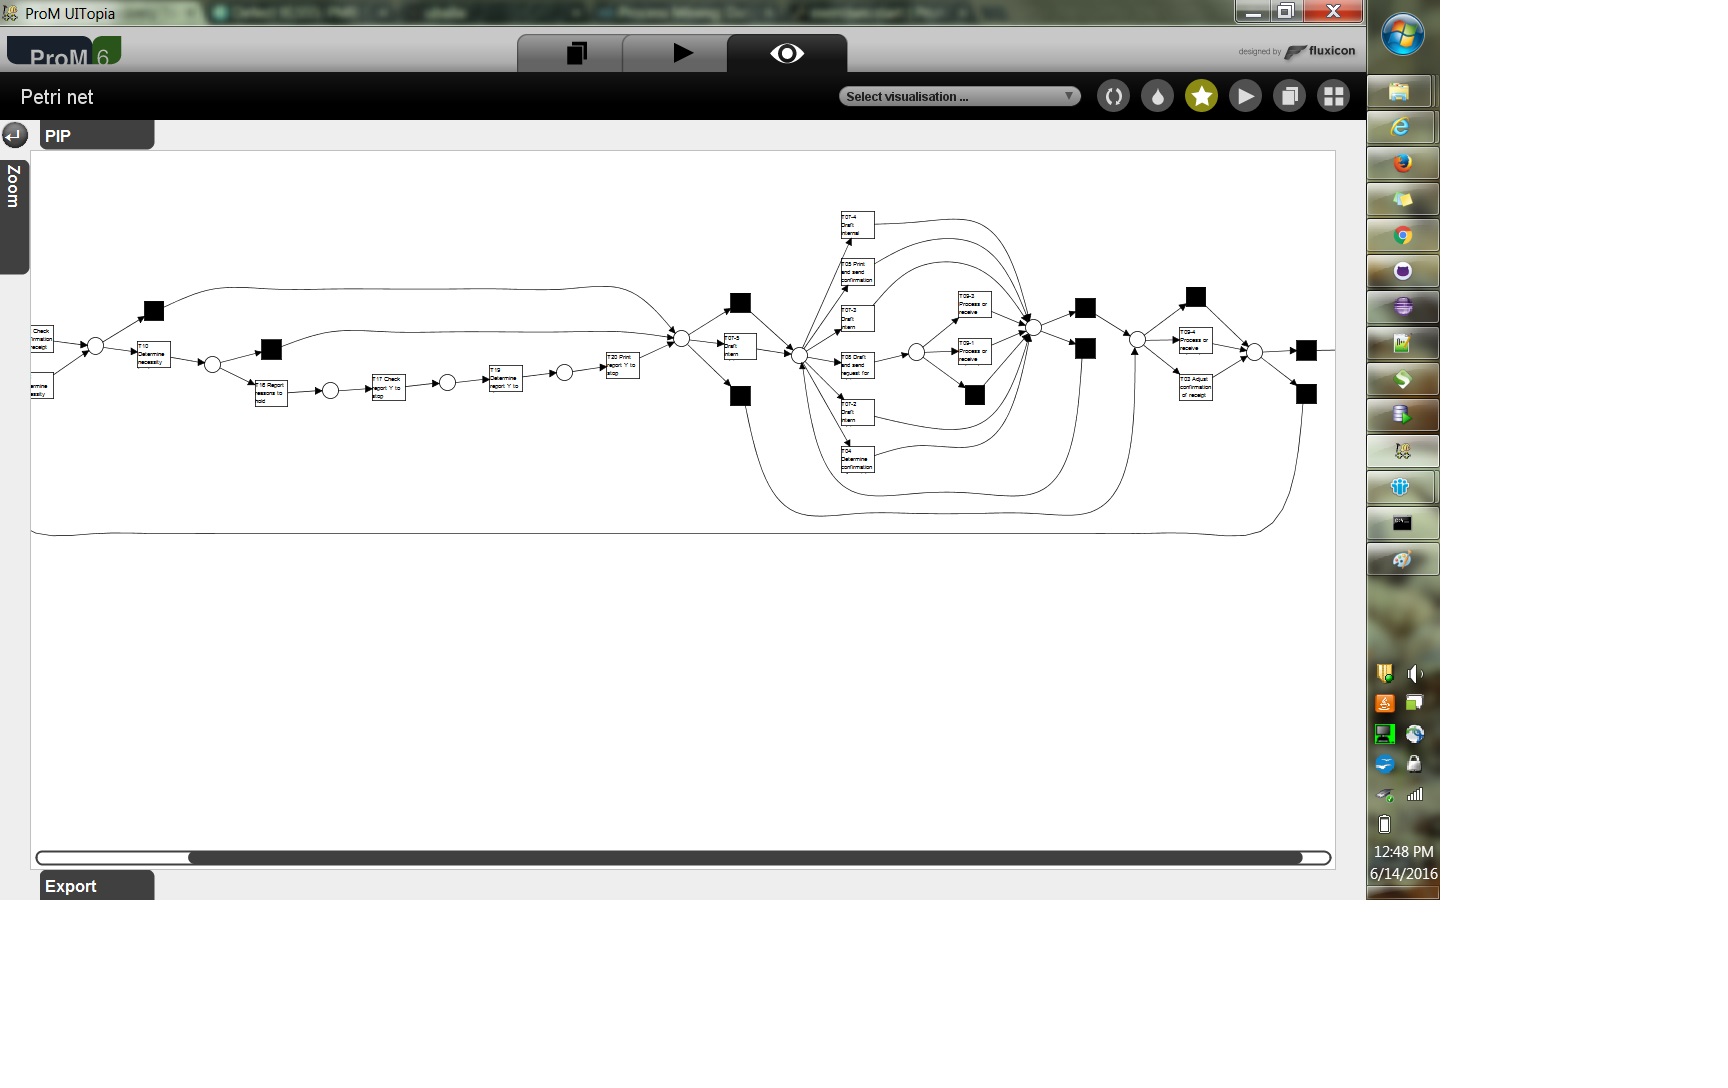 ProM UITopia
ProM 6
designed by fluxicon
Petri net
Select visualisation ...
PIP
Zoom
T07-4
Draft
internal
T05 Print
and send
confirmation
T07-3
Draft
intern
T09-3
Process or
receive
Check
receipt
T10
Determine
necessity
T07-5
Draft
intern
T06 Draft
and send
request for
T09-1
Process or
receive
T09-4
Process or
receive
T16 Report
reasons to
hold
T17 Check
report Y to
stop
T19
Determine
report Y to
T20 Print
report Y to
stop
T03 Adjust
confirmation
of receipt
T07-2
Draft
intern
T04
Determine
confirmation
Export
12:48 PM
6/14/2016